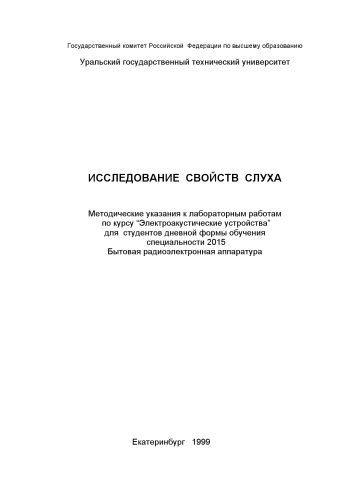 Государственный комитет Российской Федерации по высшему образованию
Уральский государственный технический университет
ИССЛЕДОВАНИЕ СВОЙСТВ СЛУХА
Методические указания к лабораторным работам
по курсу “Электроакустические устройства”
для студентов дневной формы обучения
специальности 2015
Бытовая радиоэлектронная аппаратура
Екатеринбург 1999